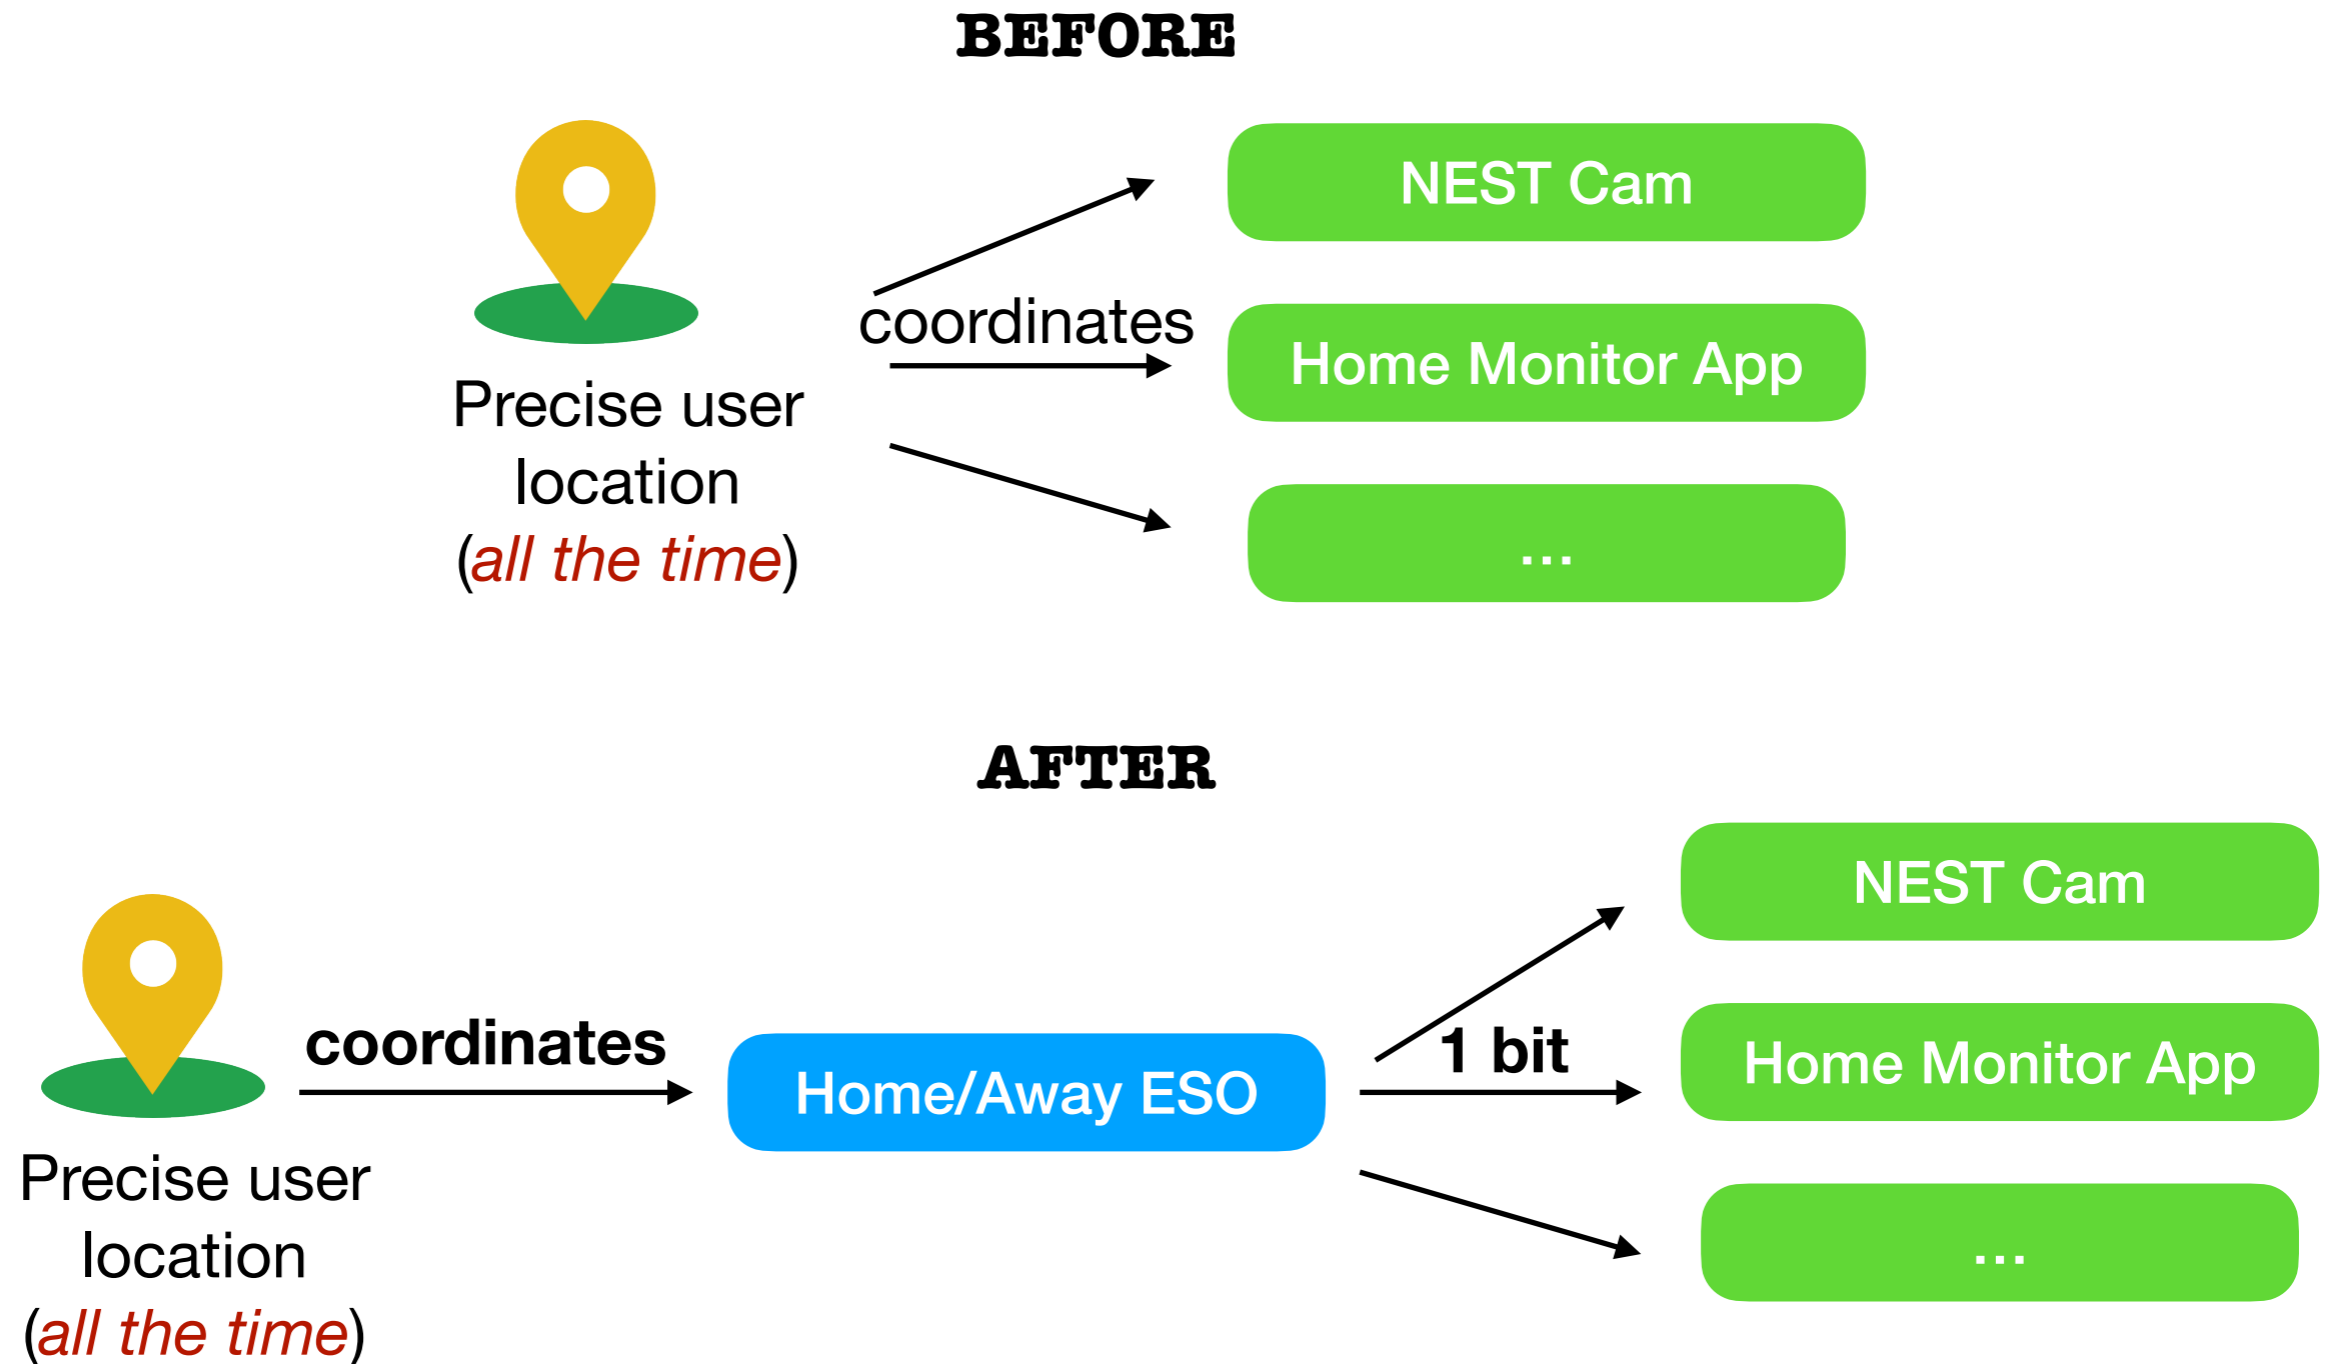 BEFORE
NEST Cam
coordinates
Home Monitor App
Precise user
location
(all the time)
...
AFTER
NEST Cam
coordinates
1 bit
Home/Away ESO
Home Monitor App
Precise user
location
(all the time)
...